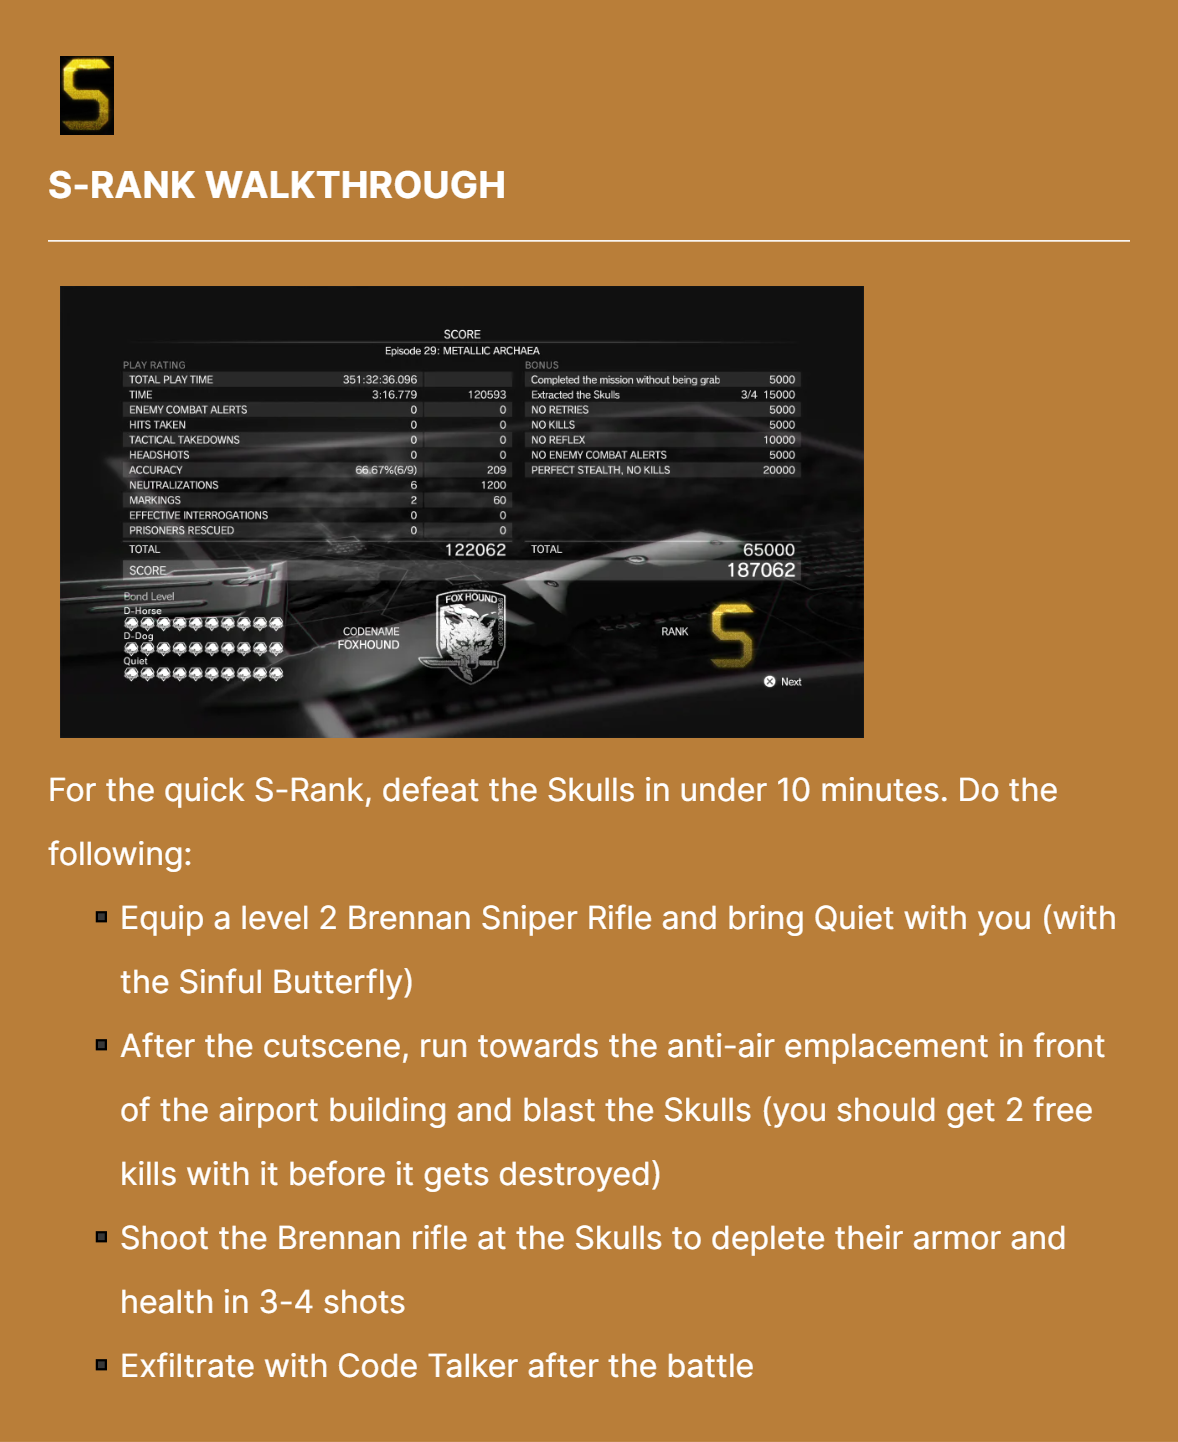 S
S-RANK WALKTHROUGH
SCORE
Episode 29: METALLIC ARCHAEA
PLAY RATING
TOTAL PLAY TIME 351:32:36.096
TIME 3:16.779 120593
ENEMY COMBAT ALERTS 0 0
HITS TAKEN 0 0
TACTICAL TAKEDOWNS 0 0
HEADSHOTS 0 0
ACCURACY 66.67%(6/9) 209
NEUTRALIZATIONS 6 1200
MARKINGS 2 60
EFFECTIVE INTERROGATIONS 0 0
PRISONERS RESCUED 0 0
TOTAL 122062
BONUS
Completed the mission without being grab 5000
Extracted the Skulls 3/4 15000
NO RETRIES 5000
NO KILLS 5000
NO REFLEX 10000
NO ENEMY COMBAT ALERTS 5000
PERFECT STEALTH, NO KILLS 20000
TOTAL 65000
SCORE 187062
Bond Level
D-Horse
D-Dog
Quiet
CODENAME
FOXHOUND
FOX HOUND
RANK S
Next
For the quick S-Rank, defeat the Skulls in under 10 minutes. Do the
following:
Equip a level 2 Brennan Sniper Rifle and bring Quiet with you (with
the Sinful Butterfly)
After the cutscene, run towards the anti-air emplacement in front
of the airport building and blast the Skulls (you should get 2 free
kills with it before it gets destroyed)
Shoot the Brennan rifle at the Skulls to deplete their armor and
health in 3-4 shots
Exfiltrate with Code Talker after the battle